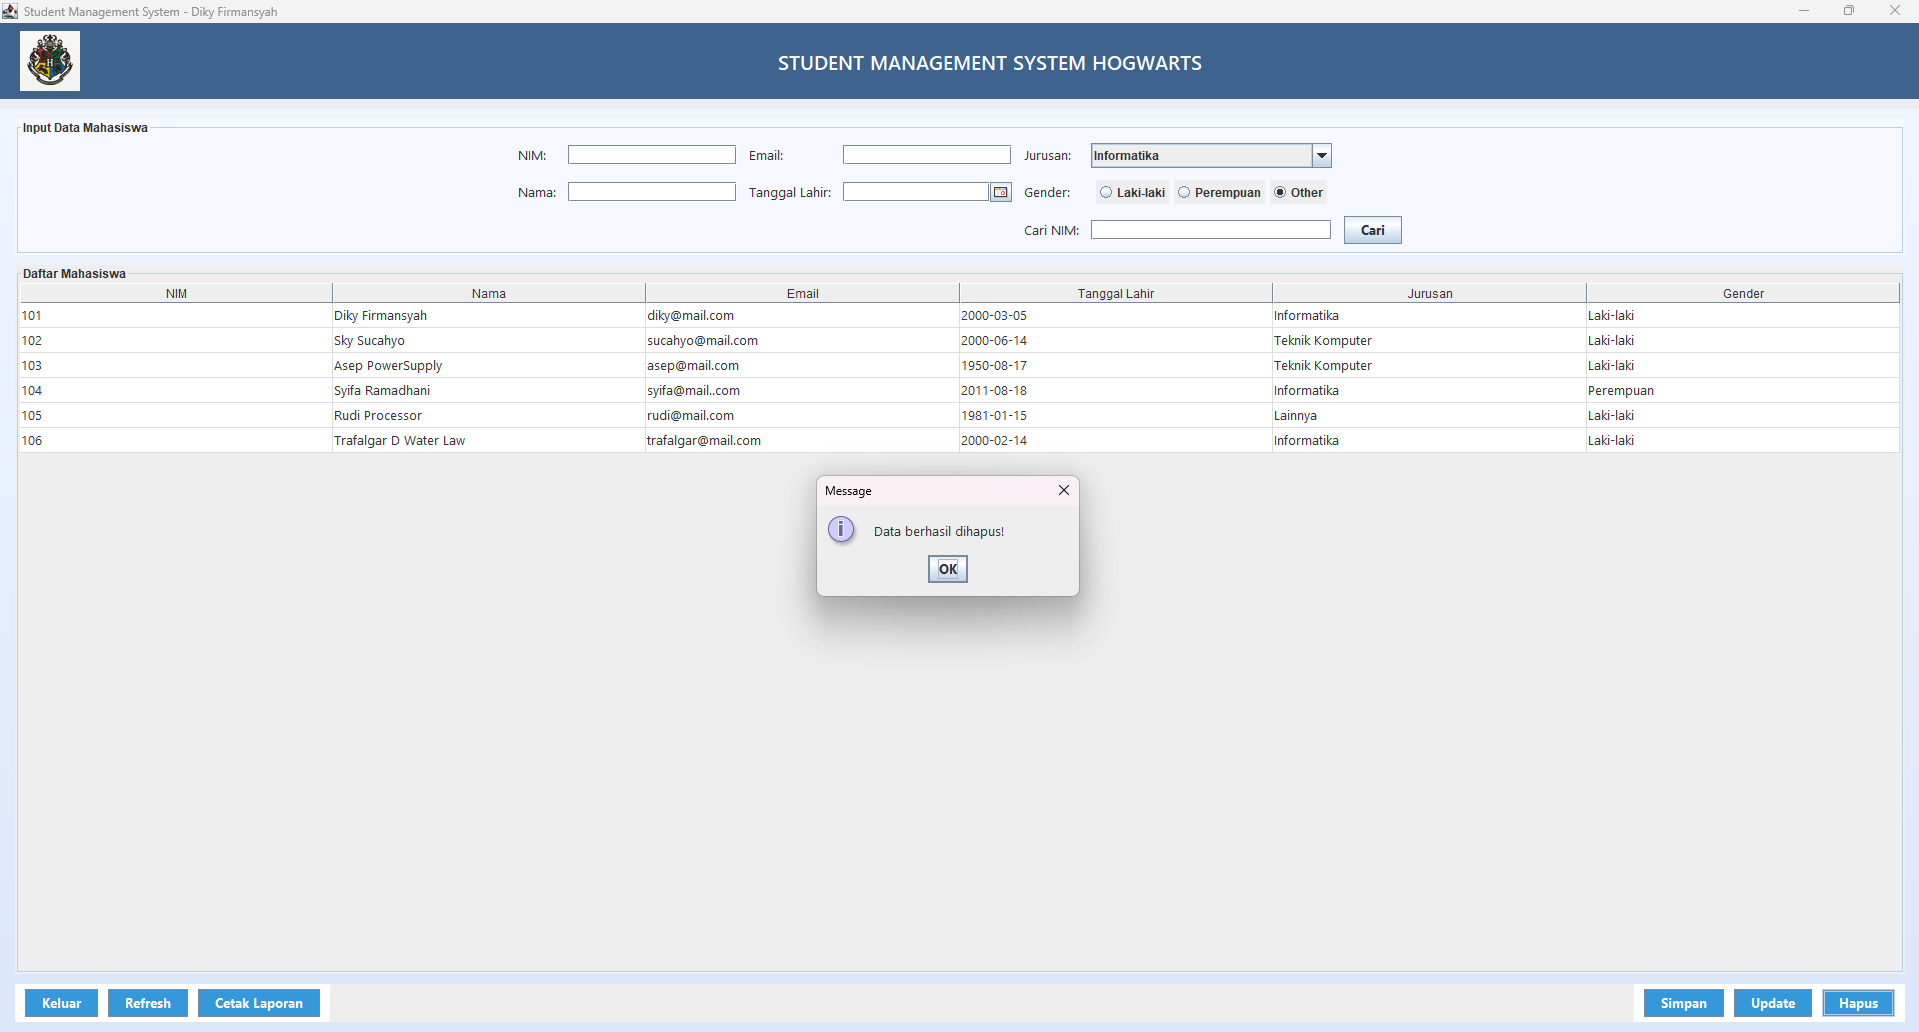 Student Management System - Diky Firmansyah
STUDENT MANAGEMENT SYSTEM HOGWARTS
Input Data Mahasiswa
NIM: Email: Jurusan: Informatika
Nama: Tanggal Lahir: Gender: Laki-laki Perempuan Other
Cari NIM: Cari
Daftar Mahasiswa
NIM Nama Email Tanggal Lahir Jurusan Gender
101 Diky Firmansyah diky@mail.com 2000-03-05 Informatika Laki-laki
102 Sky Sucahyo sucahyo@mail.com 2000-06-14 Teknik Komputer Laki-laki
103 Asep PowerSupply asep@mail.com 1950-08-17 Teknik Komputer Laki-laki
104 Syifa Ramadhani syifa@mail..com 2011-08-18 Informatika Perempuan
105 Rudi Processor rudi@mail.com 1981-01-15 Lainnya Laki-laki
106 Trafalgar D Water Law trafalgar@mail.com 2000-02-14 Informatika Laki-laki
Message
Data berhasil dihapus!
OK
Keluar Refresh Cetak Laporan Simpan Update Hapus